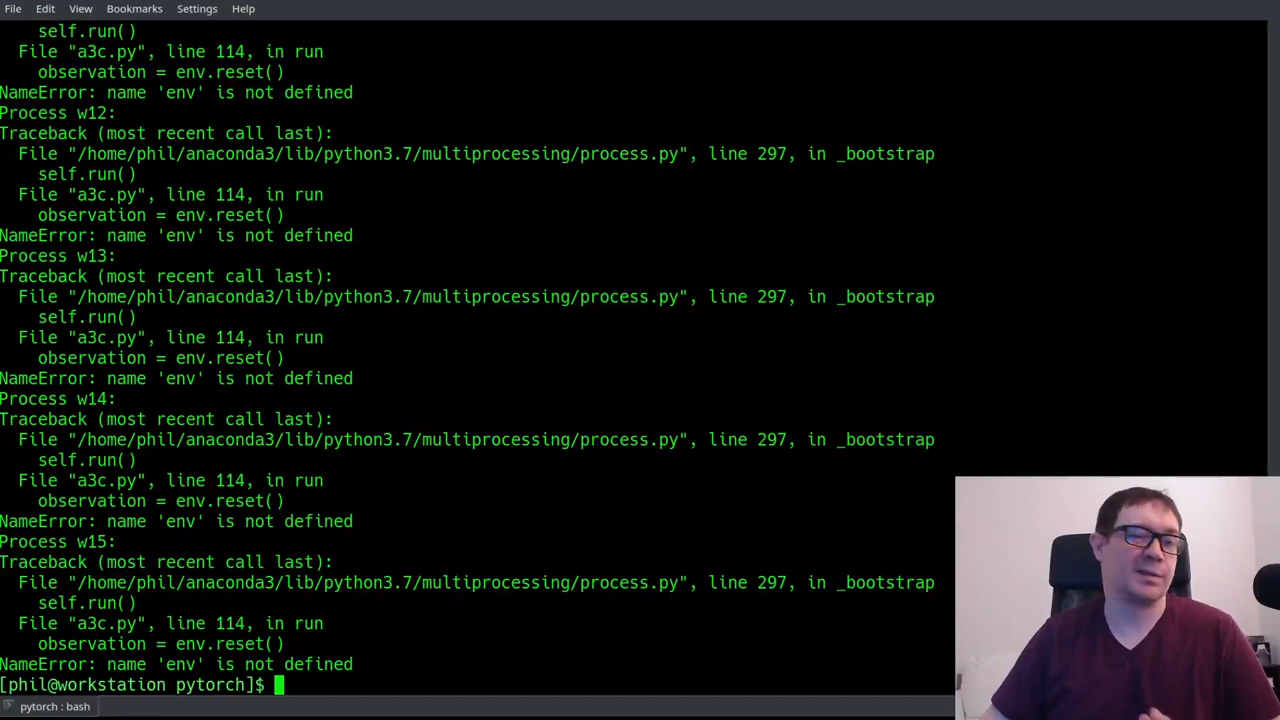 File Edit View Bookmarks Settings Help
self.run()
File "a3c.py", line 114, in run
observation = env.reset()
NameError: name 'env' is not defined
Process w12:
Traceback (most recent call last):
File "/home/phil/anaconda3/lib/python3.7/multiprocessing/process.py", line 297, in _bootstrap
self.run()
File "a3c.py", line 114, in run
observation = env.reset()
NameError: name 'env' is not defined
Process w13:
Traceback (most recent call last):
File "/home/phil/anaconda3/lib/python3.7/multiprocessing/process.py", line 297, in _bootstrap
self.run()
File "a3c.py", line 114, in run
observation = env.reset()
NameError: name 'env' is not defined
Process w14:
Traceback (most recent call last):
File "/home/phil/anaconda3/lib/python3.7/multiprocessing/process.py", line 297, in _bootstrap
self.run()
File "a3c.py", line 114, in run
observation = env.reset()
NameError: name 'env' is not defined
Process w15:
Traceback (most recent call last):
File "/home/phil/anaconda3/lib/python3.7/multiprocessing/process.py", line 297, in _bootstrap
self.run()
File "a3c.py", line 114, in run
observation = env.reset()
NameError: name 'env' is not defined
[phil@workstation pytorch]$
pytorch : bash